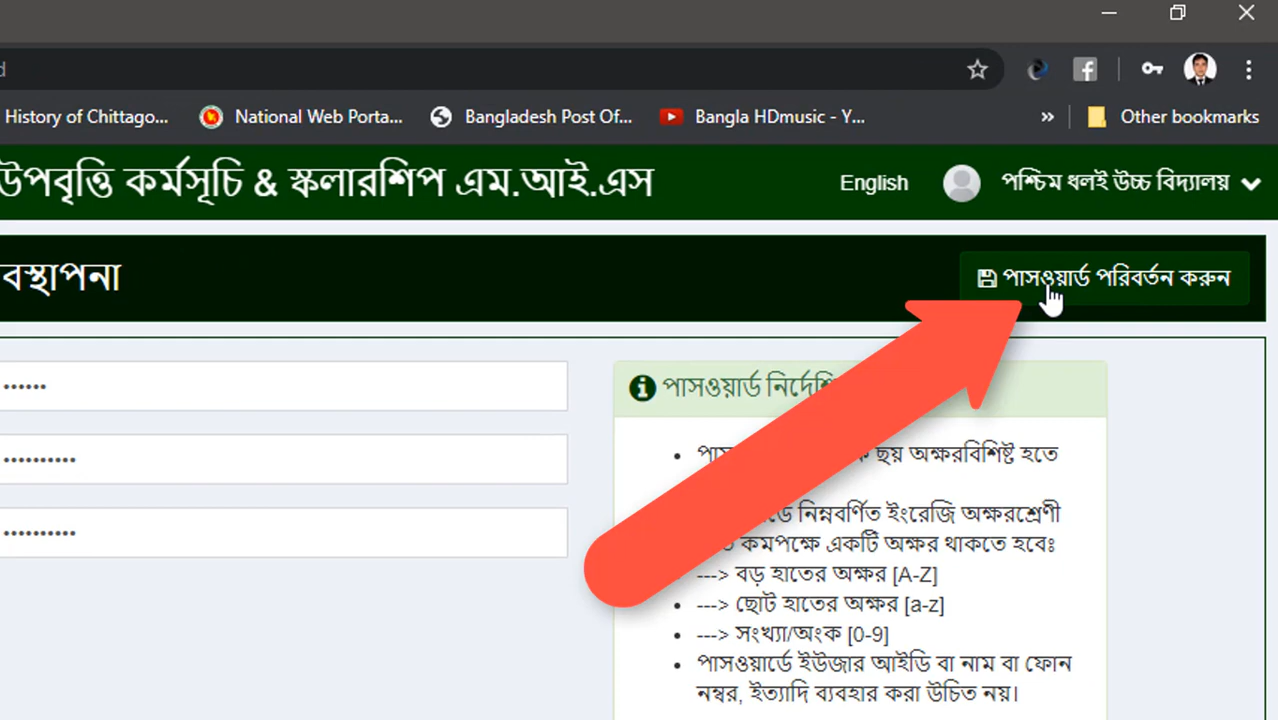 d
History of Chittago...
National Web Porta...
Bangladesh Post Of...
Bangla HDmusic - Y...
»
Other bookmarks
উপবৃত্তি কর্মসূচি & স্কলারশিপ এম.আই.এস
English
পশ্চিম ধলই উচ্চ বিদ্যালয়
বস্থাপনা
পাসওয়ার্ড পরিবর্তন করুন
••••••
••••••••••
••••••••••
পাসওয়ার্ড
ছয় অক্ষরবিশিষ্ট হতে
নিম্নবর্ণিত ইংরেজি অক্ষরশ্রেণী
কমপক্ষে একটি অক্ষর থাকতে হবেঃ
• ---> বড় হাতের অক্ষর [A-Z]
• ---> ছোট হাতের অক্ষর [a-z]
• ---> সংখ্যা/অংক [0-9]
• পাসওয়ার্ডে ইউজার আইডি বা নাম বা ফোন
নম্বর, ইত্যাদি ব্যবহার করা উচিত নয়।